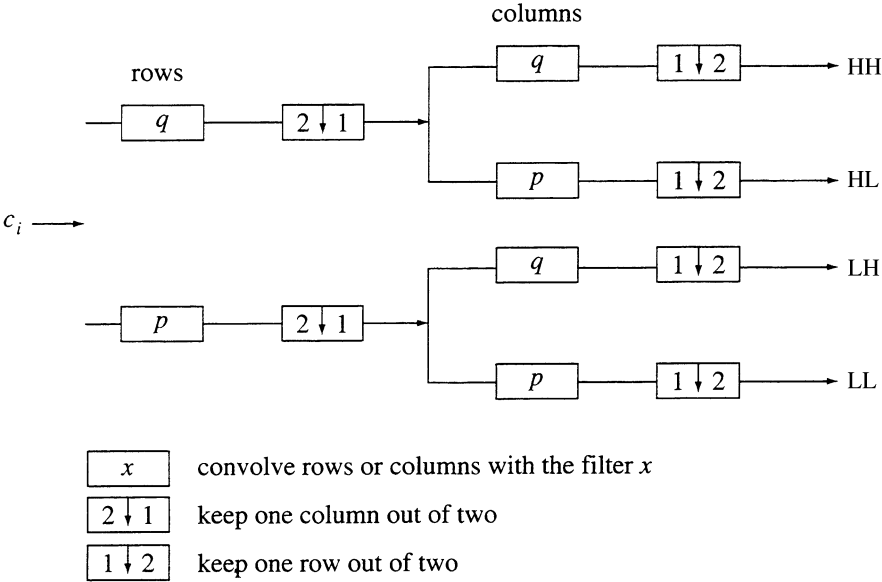 columns
rows
q 1 ↓ 2 HH
q 2 ↓ 1
p 1 ↓ 2 HL
c_i
q 1 ↓ 2 LH
p 2 ↓ 1
p 1 ↓ 2 LL
x convolve rows or columns with the filter x
2 ↓ 1 keep one column out of two
1 ↓ 2 keep one row out of two